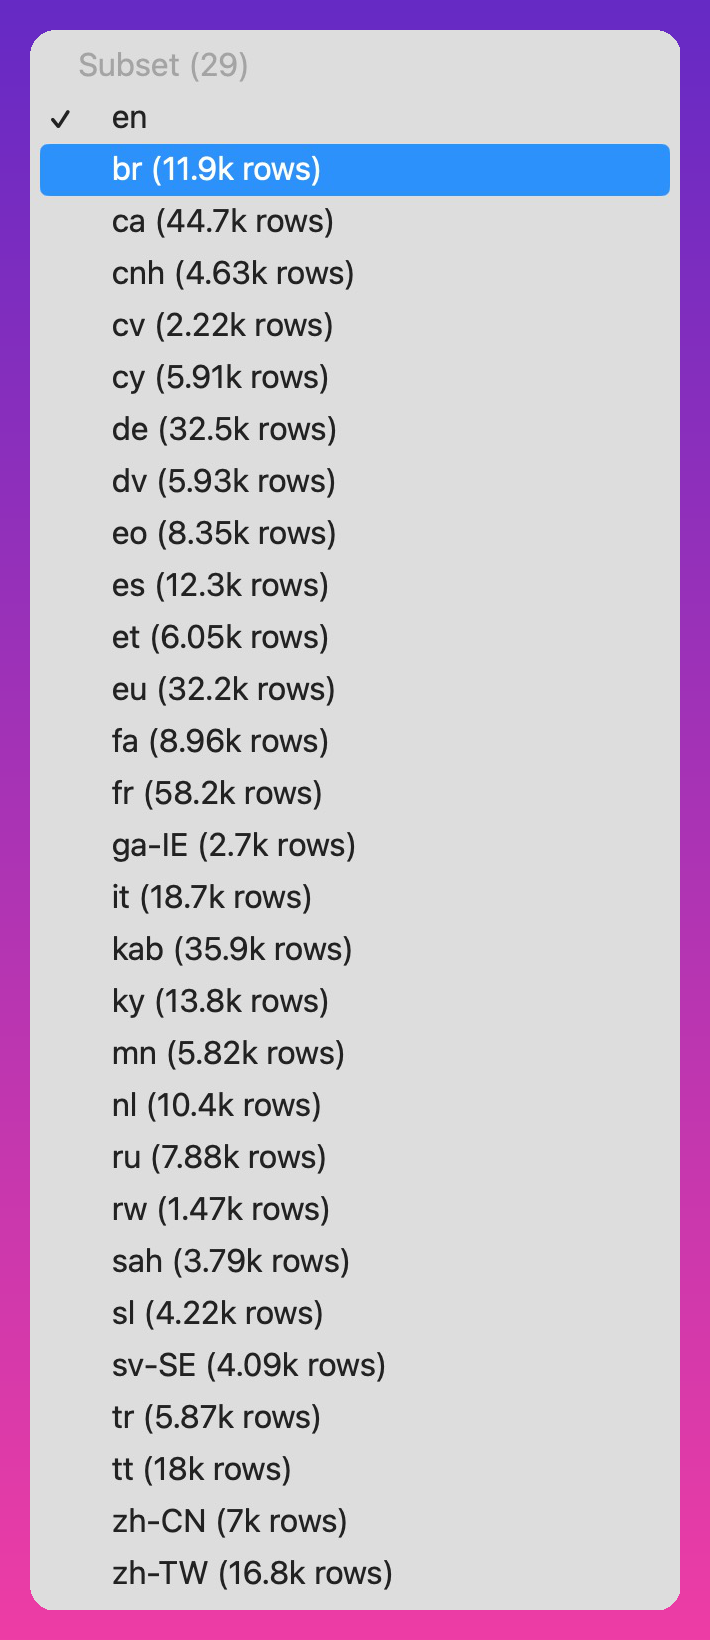 Subset (29)
✓ en
br (11.9k rows)
ca (44.7k rows)
cnh (4.63k rows)
cv (2.22k rows)
cy (5.91k rows)
de (32.5k rows)
dv (5.93k rows)
eo (8.35k rows)
es (12.3k rows)
et (6.05k rows)
eu (32.2k rows)
fa (8.96k rows)
fr (58.2k rows)
ga-IE (2.7k rows)
it (18.7k rows)
kab (35.9k rows)
ky (13.8k rows)
mn (5.82k rows)
nl (10.4k rows)
ru (7.88k rows)
rw (1.47k rows)
sah (3.79k rows)
sl (4.22k rows)
sv-SE (4.09k rows)
tr (5.87k rows)
tt (18k rows)
zh-CN (7k rows)
zh-TW (16.8k rows)